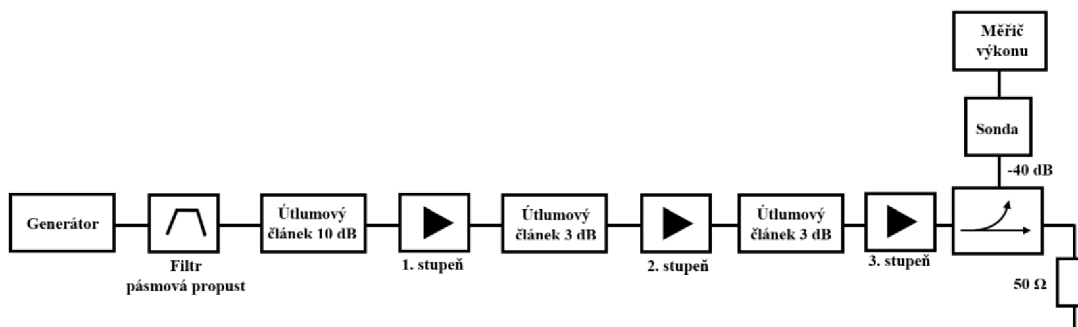 Měřič
výkonu
Sonda
-40 dB
Generátor
Filtr
pásmová propust
Útlumový
článek 10 dB
1. stupeň
Útlumový
článek 3 dB
2. stupeň
Útlumový
článek 3 dB
3. stupeň
50 Ω